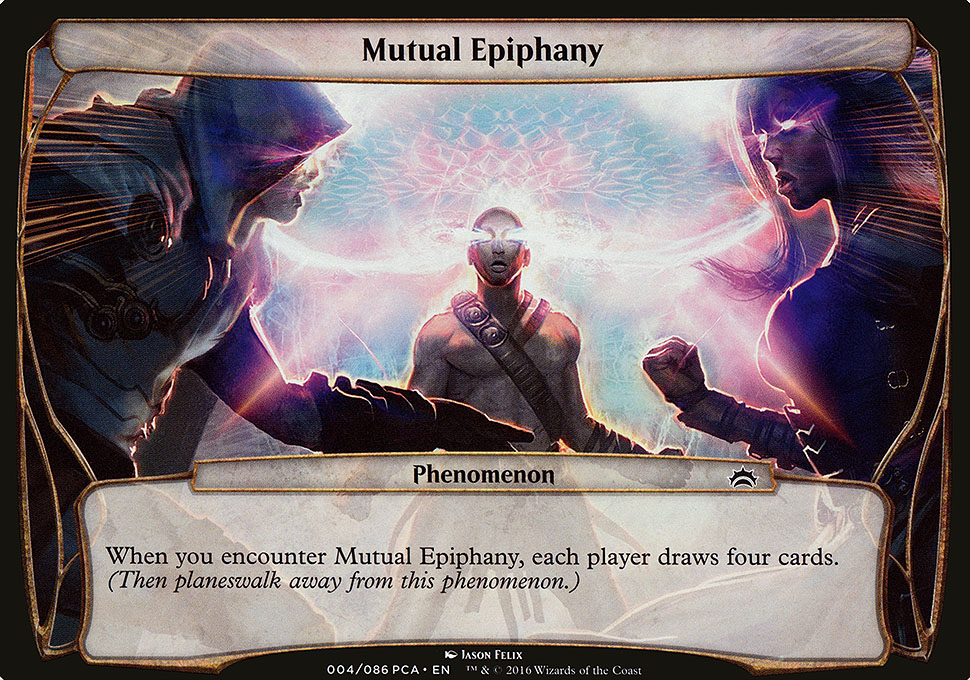 Mutual Epiphany
Phenomenon
When you encounter Mutual Epiphany, each player draws four cards.
(Then planeswalk away from this phenomenon.)
Jason Felix
004/086 PCA • EN ™ & © 2016 Wizards of the Coast